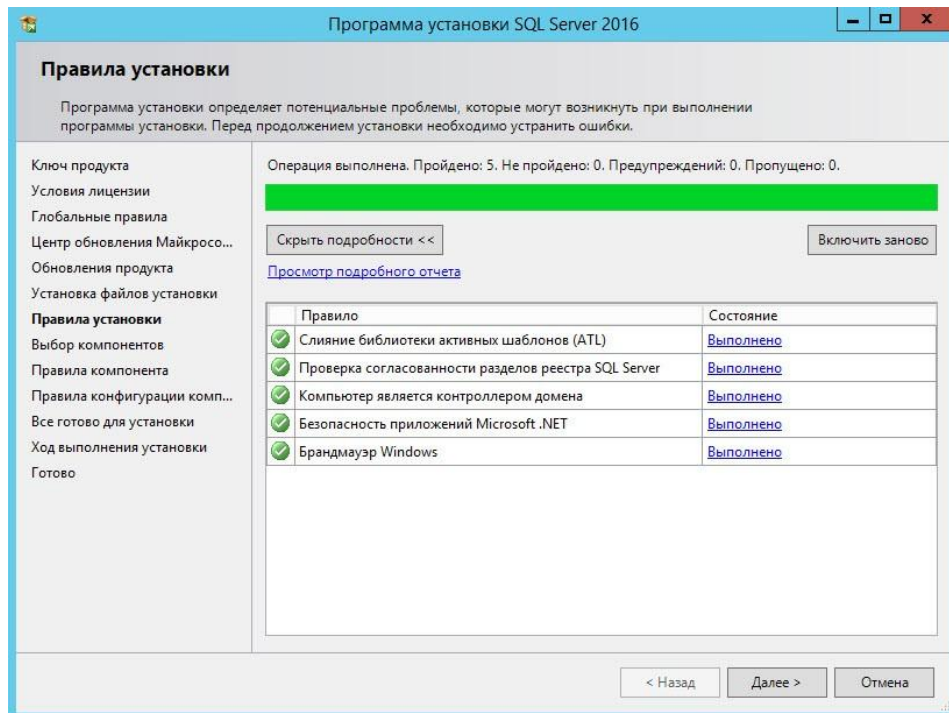 Программа установки SQL Server 2016
Правила установки
Программа установки определяет потенциальные проблемы, которые могут возникнуть при выполнении
программы установки. Перед продолжением установки необходимо устранить ошибки.
Ключ продукта
Условия лицензии
Глобальные правила
Центр обновления Майкросо...
Обновления продукта
Установка файлов установки
Правила установки
Выбор компонентов
Правила компонента
Правила конфигурации комп...
Все готово для установки
Ход выполнения установки
Готово
Операция выполнена. Пройдено: 5. Не пройдено: 0. Предупреждений: 0. Пропущено: 0.
Скрыть подробности <<
Включить заново
Просмотр подробного отчета
Правило Состояние
Слияние библиотеки активных шаблонов (ATL) Выполнено
Проверка согласованности разделов реестра SQL Server Выполнено
Компьютер является контроллером домена Выполнено
Безопасность приложений Microsoft .NET Выполнено
Брандмауэр Windows Выполнено
< Назад
Далее >
Отмена